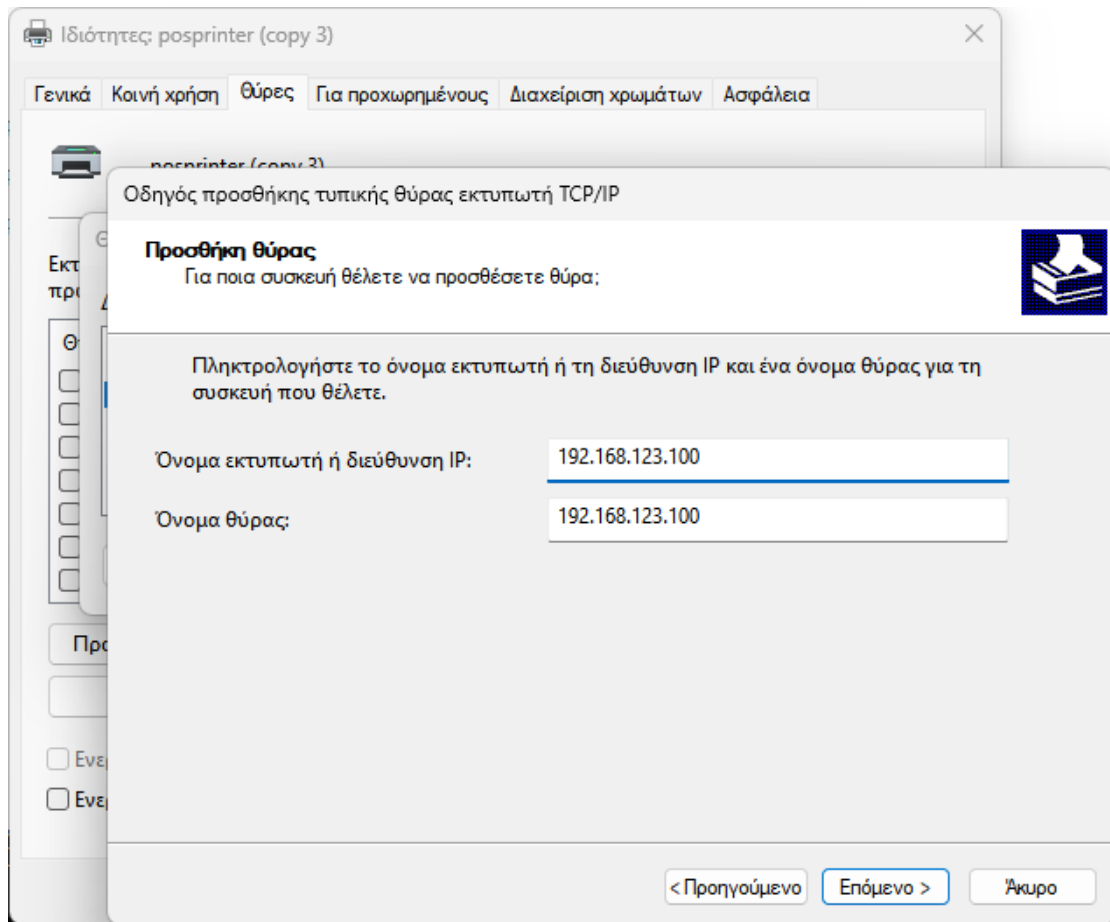 Ιδιότητες: posprinter (copy 3)
Γενικά Κοινή χρήση Θύρες Για προχωρημένους Διαχείριση χρωμάτων Ασφάλεια
posprinter (copy 3)
Οδηγός προσθήκης τυπικής θύρας εκτυπωτή TCP/IP
Προσθήκη θύρας
Για ποια συσκευή θέλετε να προσθέσετε θύρα;
Πληκτρολογήστε το όνομα εκτυπωτή ή τη διεύθυνση IP και ένα όνομα θύρας για τη
συσκευή που θέλετε.
Όνομα εκτυπωτή ή διεύθυνση IP: 192.168.123.100
Όνομα θύρας: 192.168.123.100
< Προηγούμενο Επόμενο > Άκυρο